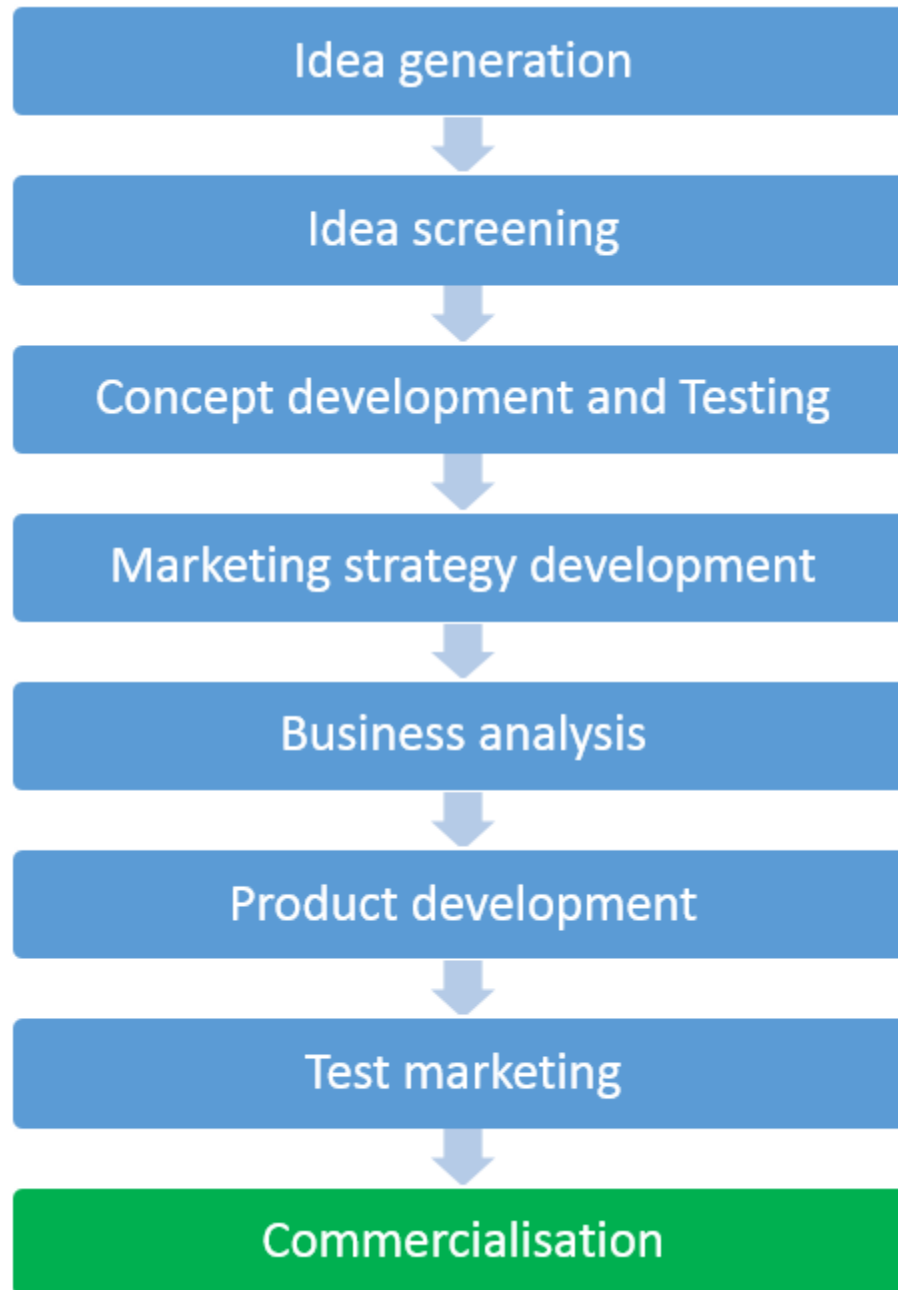 Idea generation
Idea screening
Concept development and Testing
Marketing strategy development
Business analysis
Product development
Test marketing
Commercialisation